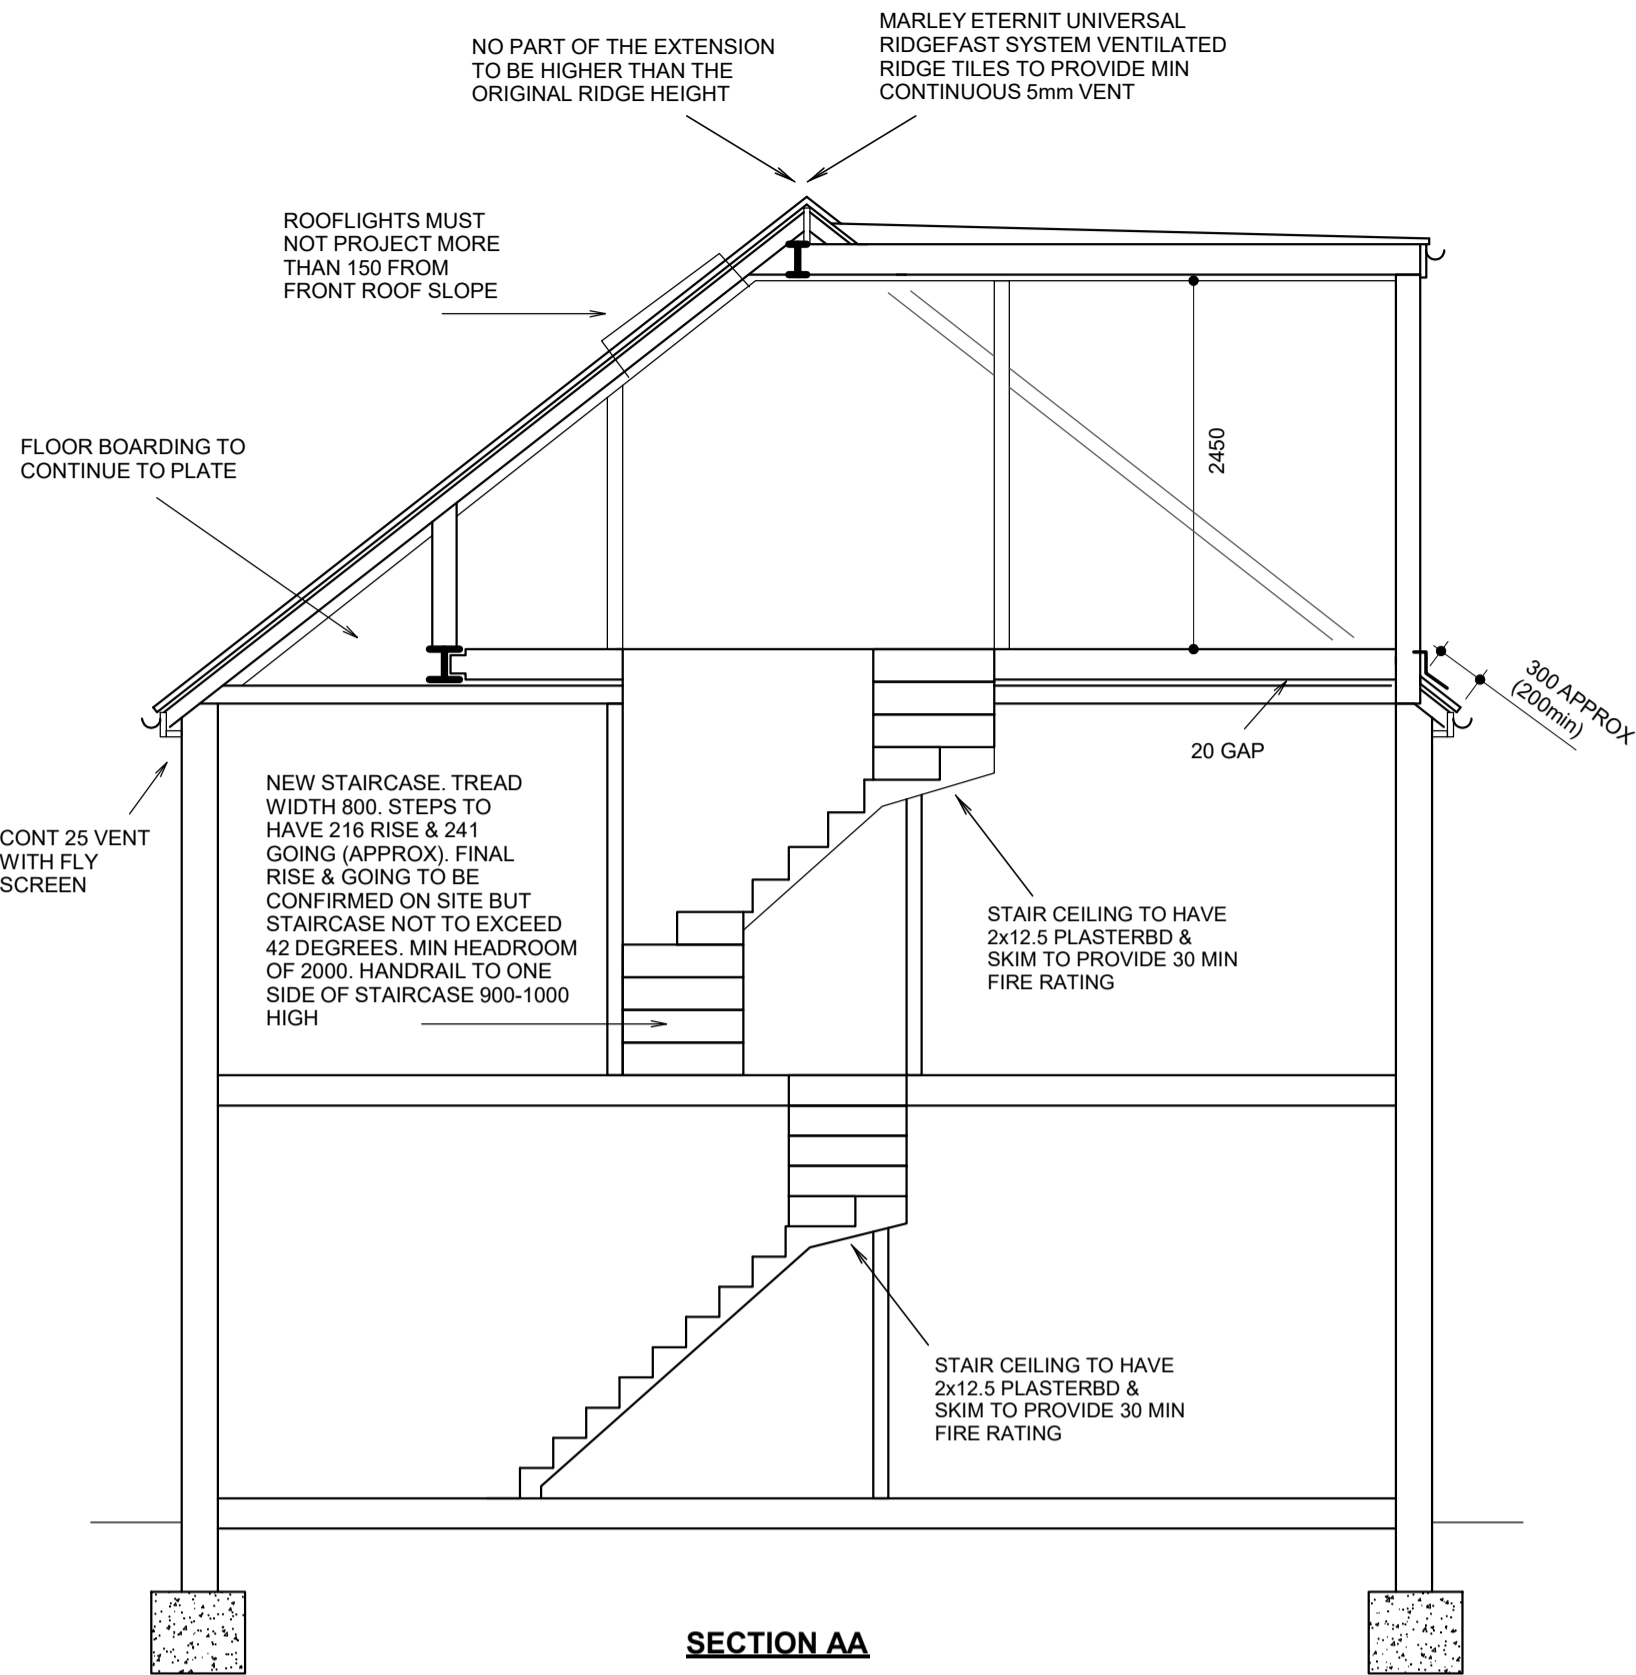 NO PART OF THE EXTENSION
TO BE HIGHER THAN THE
ORIGINAL RIDGE HEIGHT
MARLEY ETERNIT UNIVERSAL
RIDGEFAST SYSTEM VENTILATED
RIDGE TILES TO PROVIDE MIN
CONTINUOUS 5mm VENT
ROOFLIGHTS MUST
NOT PROJECT MORE
THAN 150 FROM
FRONT ROOF SLOPE
FLOOR BOARDING TO
CONTINUE TO PLATE
2450
300 APPROX
(200min)
20 GAP
NEW STAIRCASE. TREAD
WIDTH 800. STEPS TO
HAVE 216 RISE & 241
GOING (APPROX). FINAL
RISE & GOING TO BE
CONFIRMED ON SITE BUT
STAIRCASE NOT TO EXCEED
42 DEGREES. MIN HEADROOM
OF 2000. HANDRAIL TO ONE
SIDE OF STAIRCASE 900-1000
HIGH
CONT 25 VENT
WITH FLY
SCREEN
STAIR CEILING TO HAVE
2x12.5 PLASTERBD &
SKIM TO PROVIDE 30 MIN
FIRE RATING
STAIR CEILING TO HAVE
2x12.5 PLASTERBD &
SKIM TO PROVIDE 30 MIN
FIRE RATING
SECTION AA